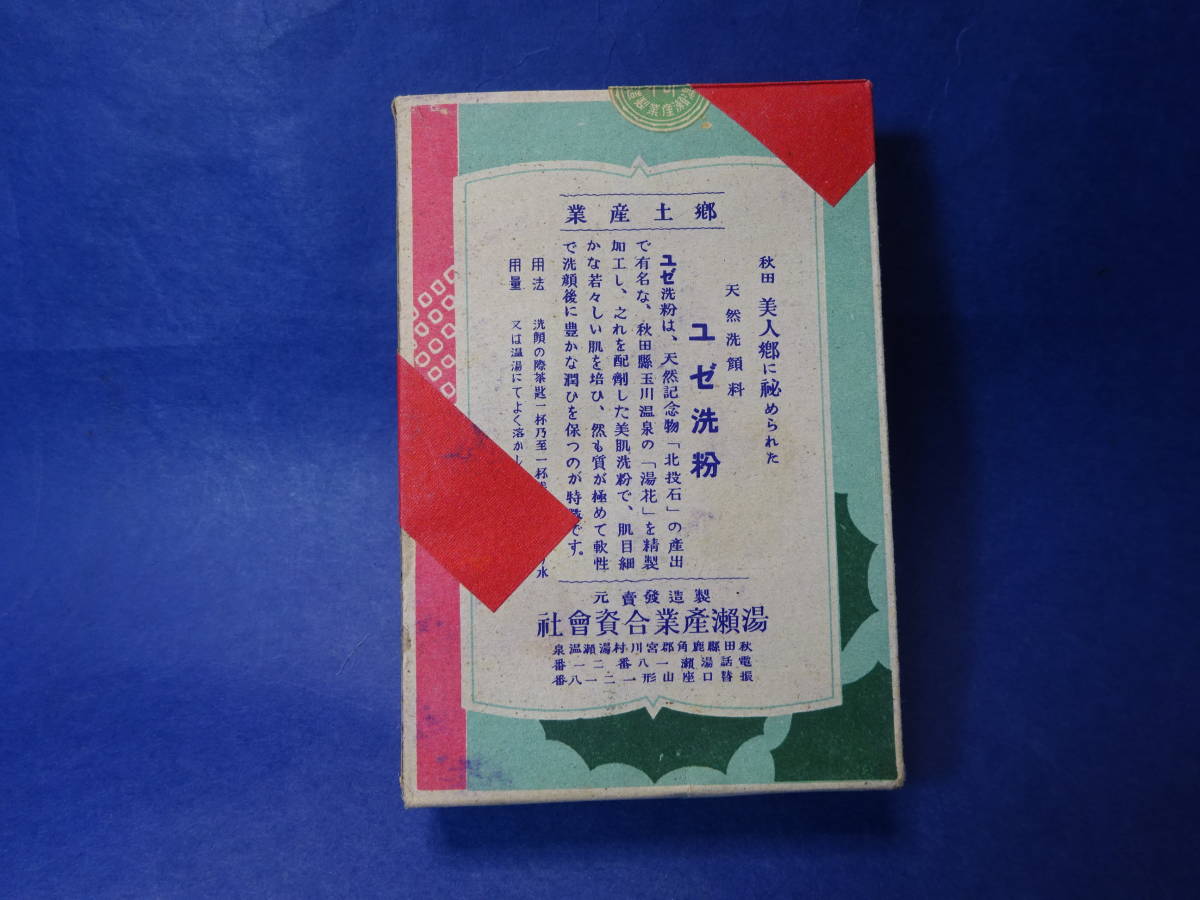 鄕土産業
秋田 美人鄕に祕められた
天然洗顔料
ユゼ洗粉
ユゼ洗粉は、天然記念物「北投石」の産出
で有名な、秋田縣玉川温泉の「湯花」を精製
加工し、之れを配劑した美肌洗粉で、肌目細
かな若々しい肌を培ひ、然も質が極めて軟性
で洗顔後に豊かな潤ひを保つのが特徴です。
用法 洗顔の際茶匙一杯乃至一杯 水
用量 又は温湯にてよく溶かし
製造發賣元
湯瀬産業合資會社
秋田縣鹿角郡宮川村湯瀬温泉
電話湯瀬一八番 二一番
振替口座山形一二一八番